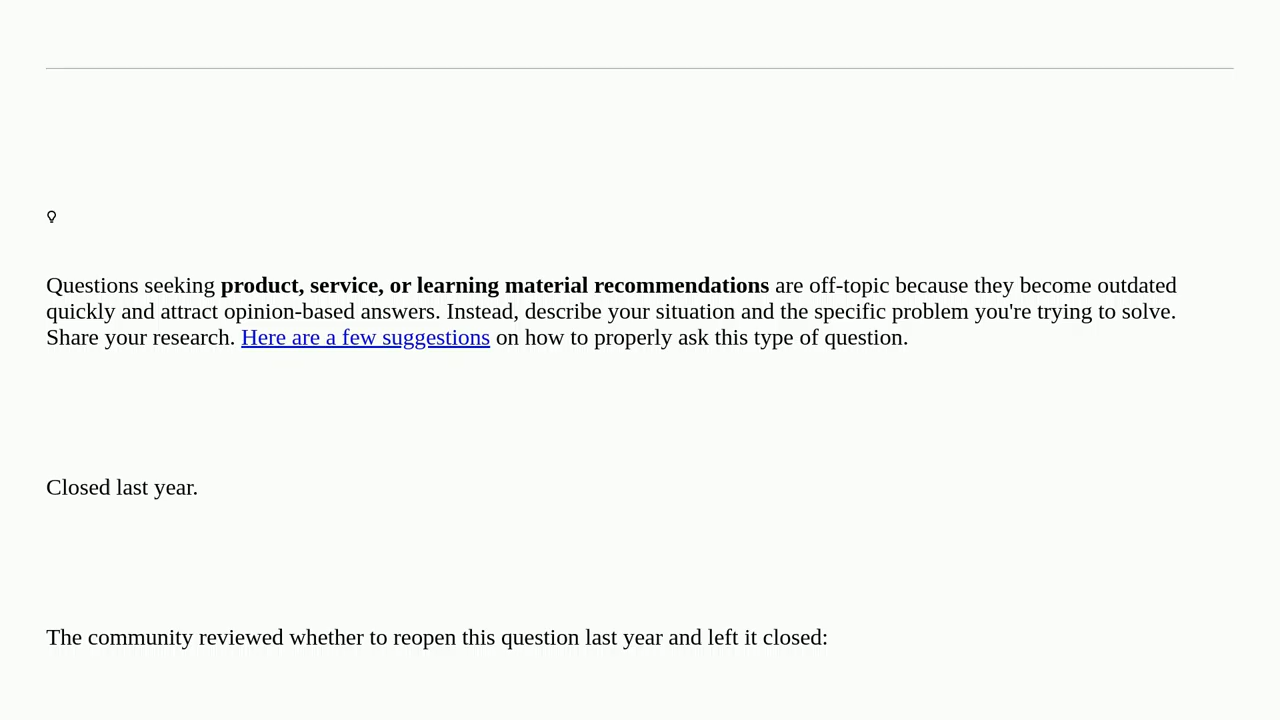 Questions seeking product, service, or learning material recommendations are off-topic because they become outdated
quickly and attract opinion-based answers. Instead, describe your situation and the specific problem you're trying to solve.
Share your research. Here are a few suggestions on how to properly ask this type of question.
Closed last year.
The community reviewed whether to reopen this question last year and left it closed: